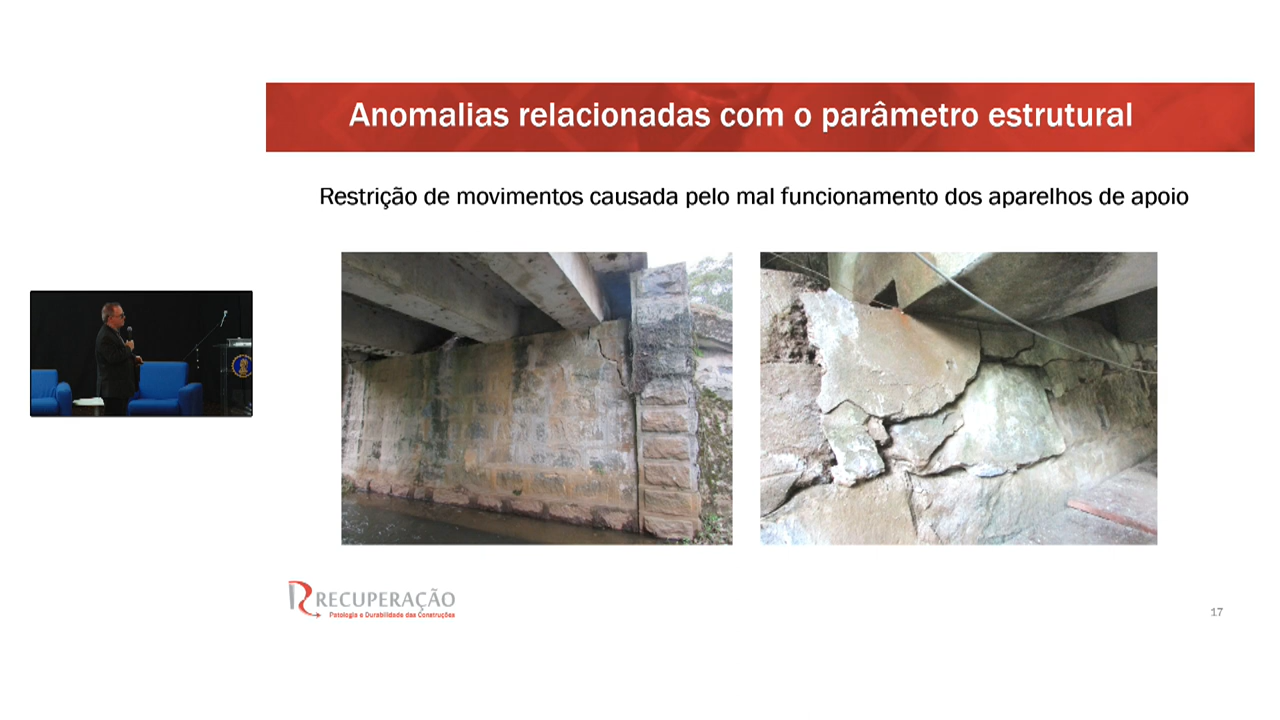 Anomalias relacionadas com o parâmetro estrutural
Restrição de movimentos causada pelo mal funcionamento dos aparelhos de apoio
RECUPERAÇÃO
Patologia e Durabilidade das Construções
17